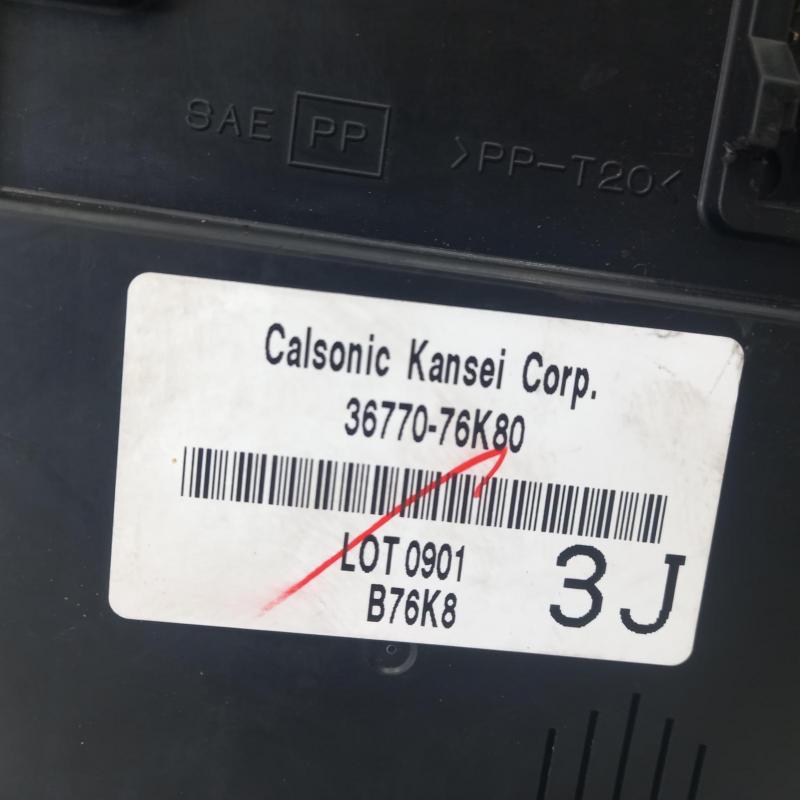 SAE PP >PP-T20<
Calsonic Kansei Corp.
36770-76K80
LOT 0901
B76K8
3J